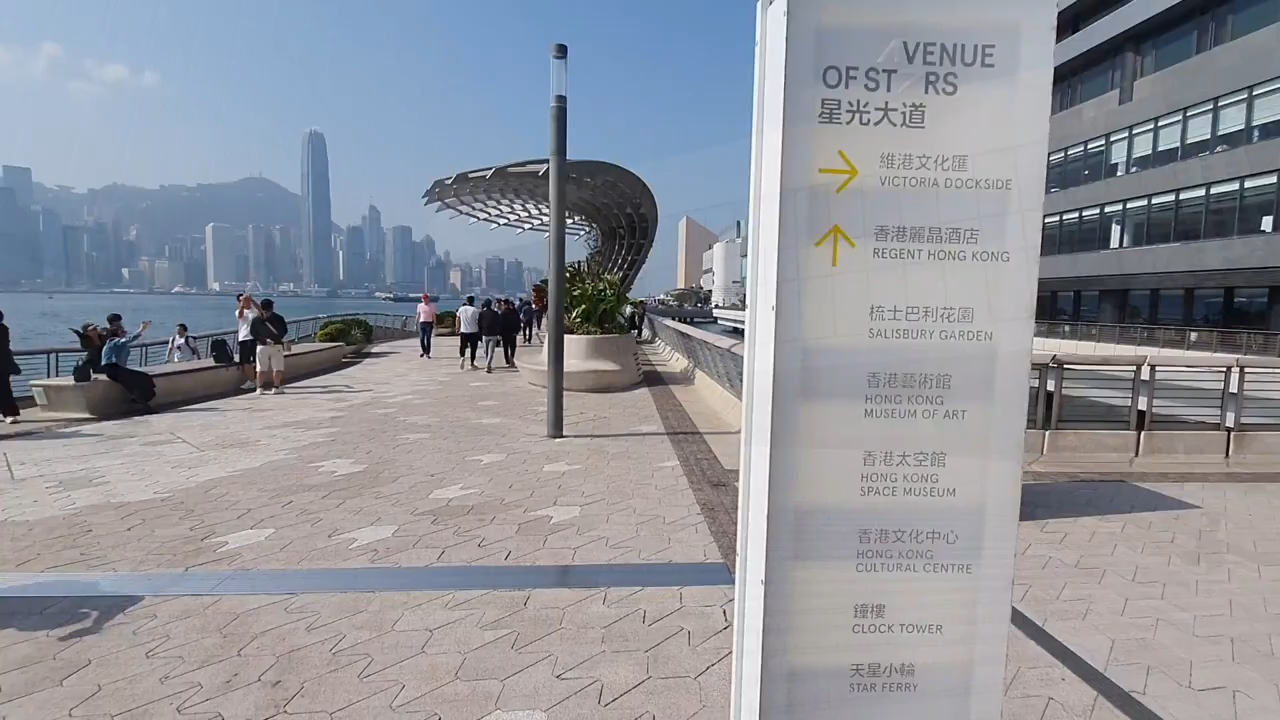 AVENUE
OF STARS
星光大道
維港文化匯
VICTORIA DOCKSIDE
香港麗晶酒店
REGENT HONG KONG
梳士巴利花園
SALISBURY GARDEN
香港藝術館
HONG KONG
MUSEUM OF ART
香港太空館
HONG KONG
SPACE MUSEUM
香港文化中心
HONG KONG
CULTURAL CENTRE
鐘樓
CLOCK TOWER
天星小輪
STAR FERRY